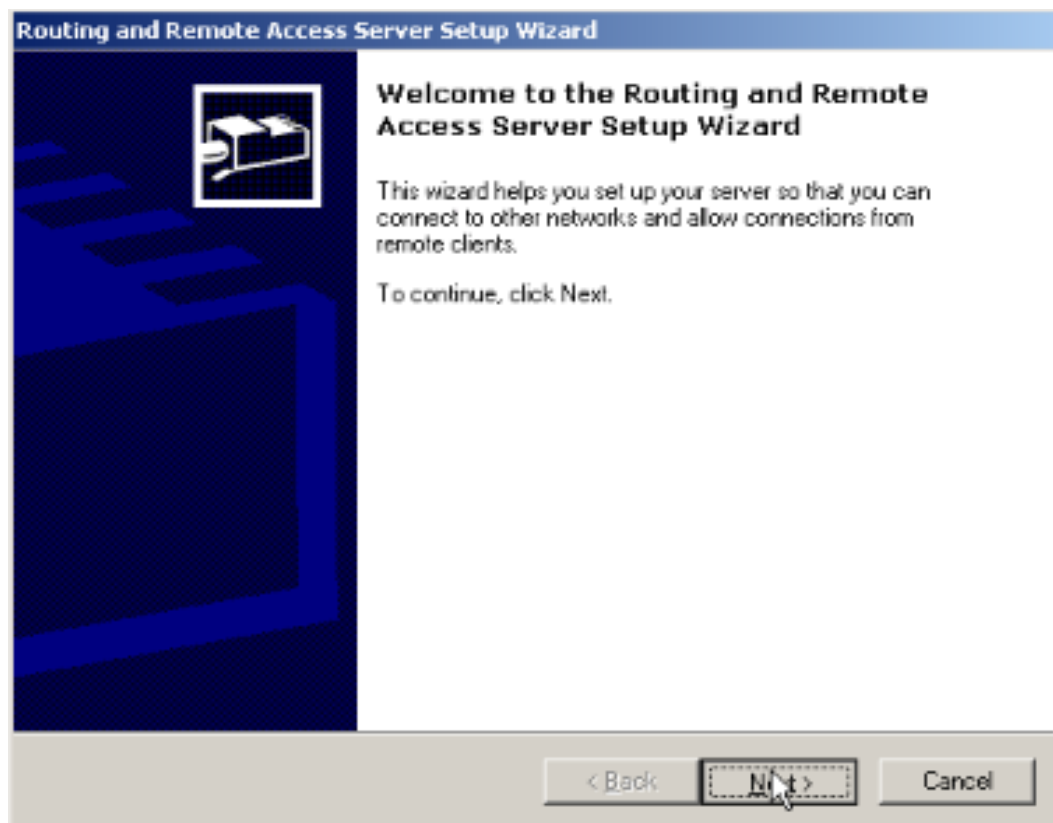 Routing and Remote Access Server Setup Wizard
Welcome to the Routing and Remote
Access Server Setup Wizard
This wizard helps you set up your server so that you can
connect to other networks and allow connections from
remote clients.
To continue, click Next.
< Back
Next >
Cancel